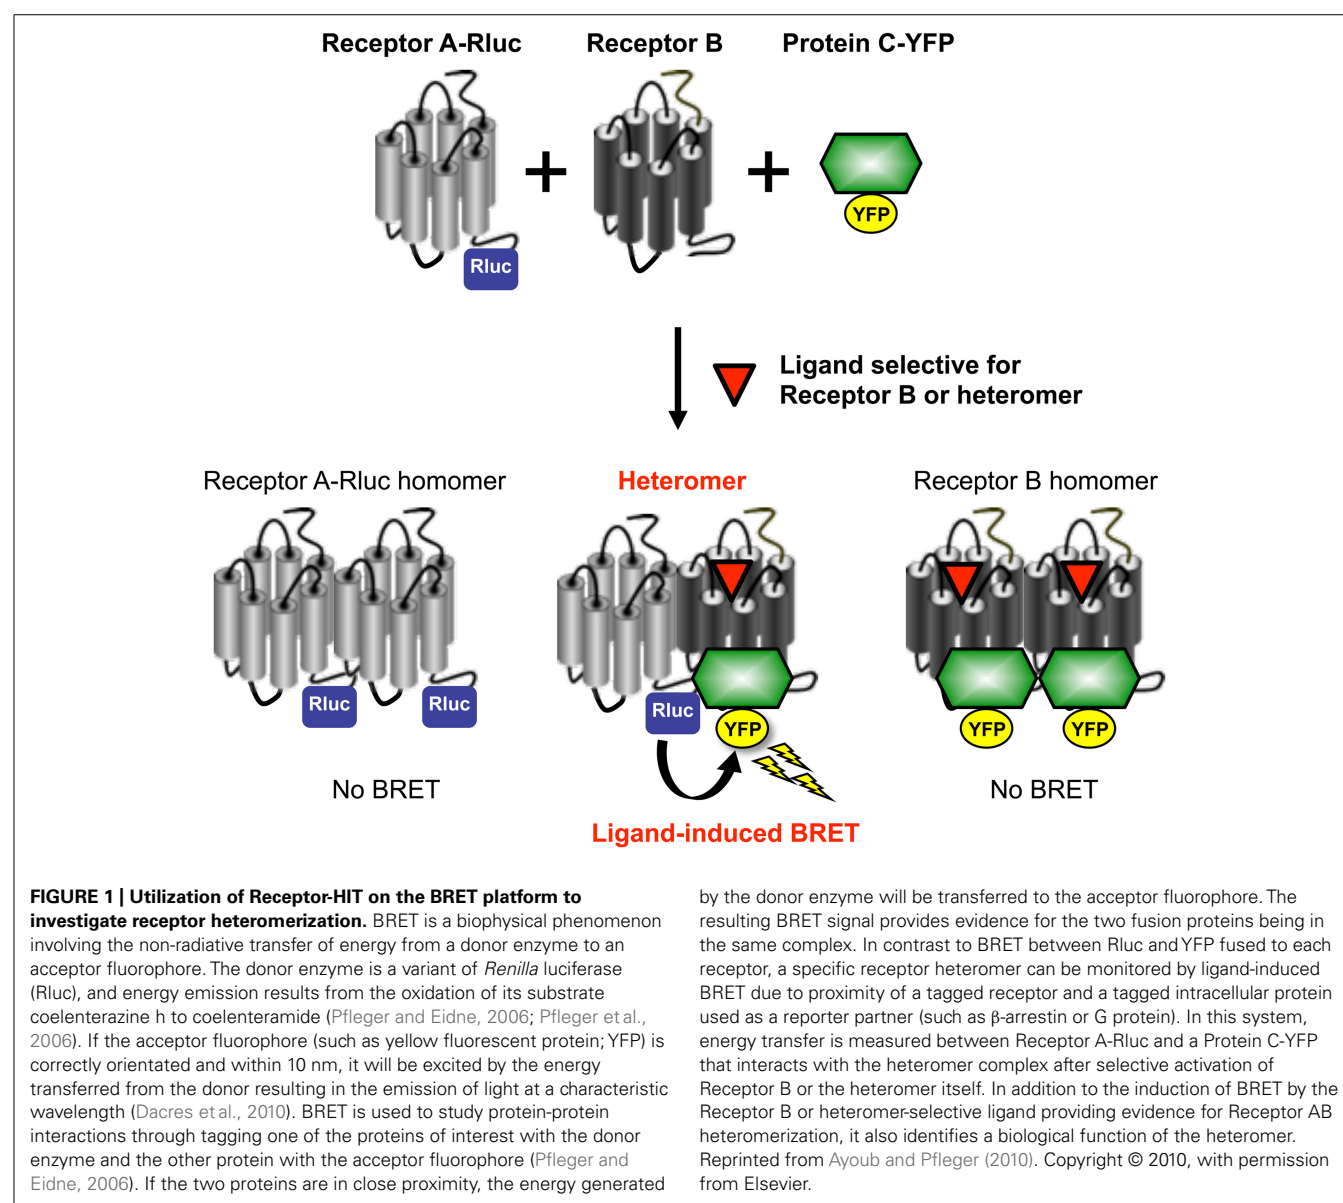 Receptor A-Rluc Receptor B Protein C-YFP
YFP
Rluc
Ligand selective for
Receptor B or heteromer
Receptor A-Rluc homomer Heteromer Receptor B homomer
Rluc Rluc Rluc YFP YFP YFP
No BRET No BRET
Ligand-induced BRET
FIGURE 1 | Utilization of Receptor-HIT on the BRET platform to
investigate receptor heteromerization. BRET is a biophysical phenomenon
involving the non-radiative transfer of energy from a donor enzyme to an
acceptor fluorophore. The donor enzyme is a variant of Renilla luciferase
(Rluc), and energy emission results from the oxidation of its substrate
coelenterazine h to coelenteramide (Pfleger and Eidne, 2006; Pfleger et al.,
2006). If the acceptor fluorophore (such as yellow fluorescent protein; YFP) is
correctly orientated and within 10 nm, it will be excited by the energy
transferred from the donor resulting in the emission of light at a characteristic
wavelength (Dacres et al., 2010). BRET is used to study protein-protein
interactions through tagging one of the proteins of interest with the donor
enzyme and the other protein with the acceptor fluorophore (Pfleger and
Eidne, 2006). If the two proteins are in close proximity, the energy generated
by the donor enzyme will be transferred to the acceptor fluorophore. The
resulting BRET signal provides evidence for the two fusion proteins being in
the same complex. In contrast to BRET between Rluc and YFP fused to each
receptor, a specific receptor heteromer can be monitored by ligand-induced
BRET due to proximity of a tagged receptor and a tagged intracellular protein
used as a reporter partner (such as β-arrestin or G protein). In this system,
energy transfer is measured between Receptor A-Rluc and a Protein C-YFP
that interacts with the heteromer complex after selective activation of
Receptor B or the heteromer itself. In addition to the induction of BRET by the
Receptor B or heteromer-selective ligand providing evidence for Receptor AB
heteromerization, it also identifies a biological function of the heteromer.
Reprinted from Ayoub and Pfleger (2010). Copyright © 2010, with permission
from Elsevier.